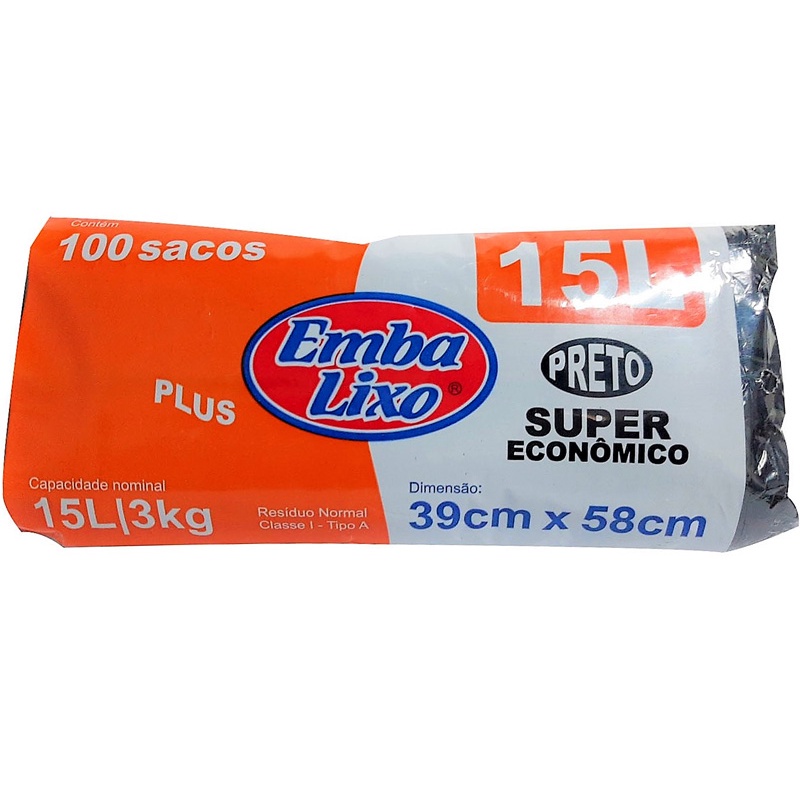 Contém
100 sacos
15L
Emba
Lixo®
PLUS
PRETO
SUPER
ECONÔMICO
Capacidade nominal
15L|3kg
Resíduo Normal
Classe I - Tipo A
Dimensão:
39cm x 58cm